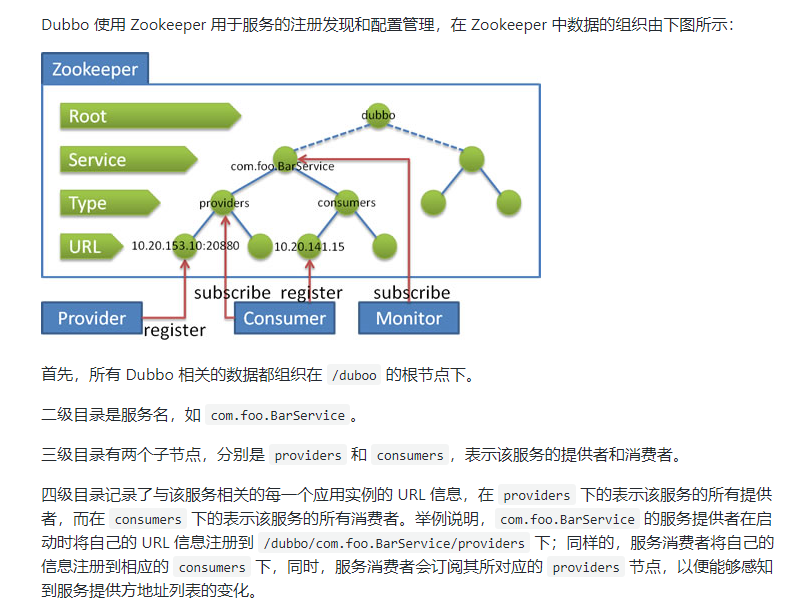 Dubbo 使用 Zookeeper 用于服务的注册发现和配置管理，在 Zookeeper 中数据的组织由下图所示：
Zookeeper
Root
dubbo
Service
com.foo.BarService
Type
providers
consumers
URL
10.20.153.10:20880
10.20.141.15
subscribe
register
subscribe
Provider
Consumer
Monitor
register
首先，所有 Dubbo 相关的数据都组织在 /duboo 的根节点下。
二级目录是服务名，如 com.foo.BarService 。
三级目录有两个子节点，分别是 providers 和 consumers ，表示该服务的提供者和消费者。
四级目录记录了与该服务相关的每一个应用实例的 URL 信息，在 providers 下的表示该服务的所有提供
者，而在 consumers 下的表示该服务的所有消费者。举例说明， com.foo.BarService 的服务提供者在启
动时将自己的 URL 信息注册到 /dubbo/com.foo.BarService/providers 下；同样的，服务消费者将自己的
信息注册到相应的 consumers 下，同时，服务消费者会订阅其所对应的 providers 节点，以便能够感知
到服务提供方地址列表的变化。